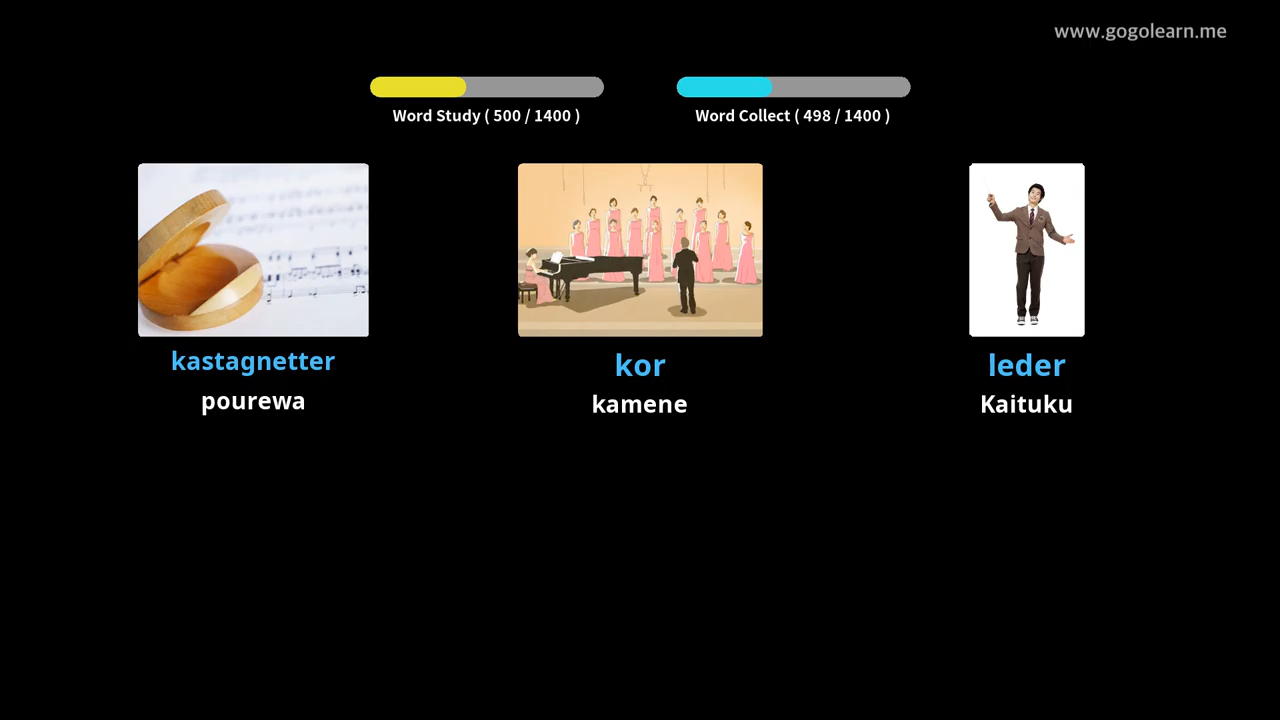 www.gogolearn.me
Word Study ( 500 / 1400 )
Word Collect ( 498 / 1400 )
kastagnetter
kor
leder
pourewa
kamene
Kaituku